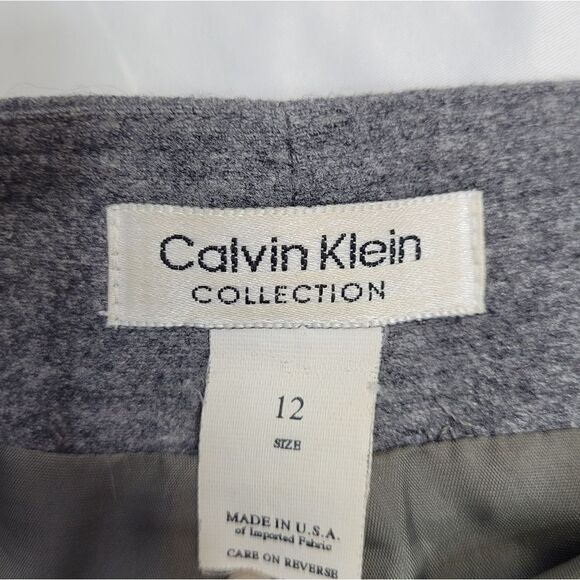 Calvin Klein
COLLECTION
12
SIZE
MADE IN U.S.A.
of Imported Fabric
CARE ON REVERSE